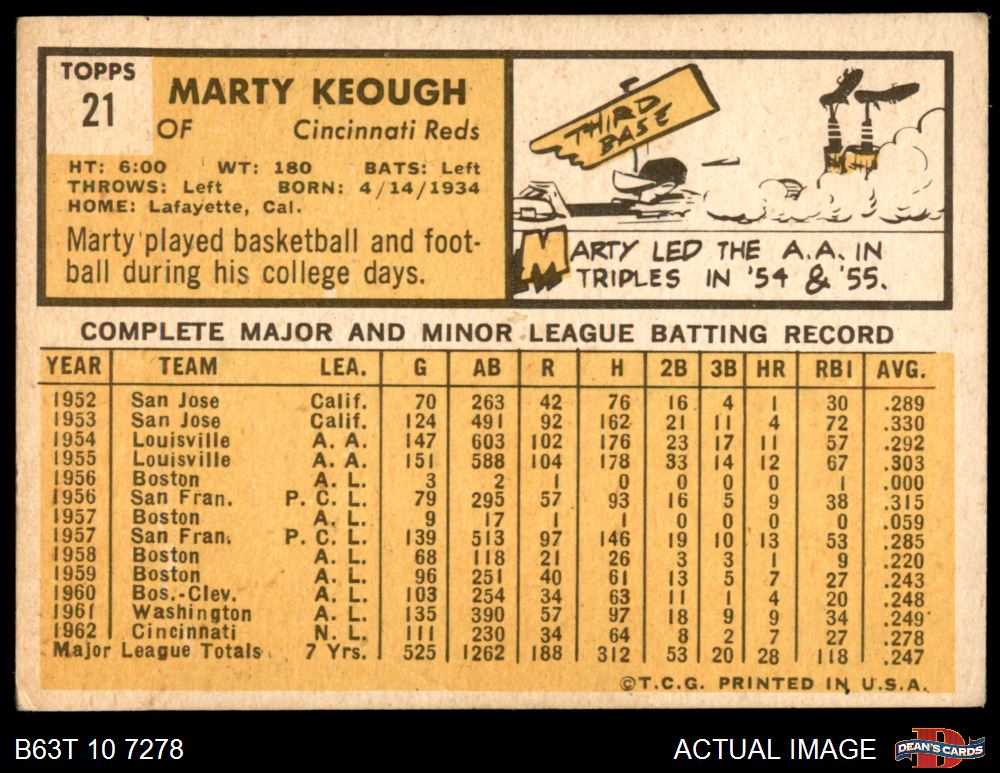 TOPPS
21
MARTY KEOUGH
OF Cincinnati Reds
HT: 6:00 WT: 180 BATS: Left
THROWS: Left BORN: 4/14/1934
HOME: Lafayette, Cal.
Marty played basketball and foot-
ball during his college days.
THIRD
BASE
MARTY LED THE A.A. IN
TRIPLES IN '54 & '55.
COMPLETE MAJOR AND MINOR LEAGUE BATTING RECORD
YEAR TEAM LEA. G AB R H 2B 3B HR RBI AVG.
1952 San Jose Calif. 70 263 42 76 16 4 1 30 .289
1953 San Jose Calif. 124 491 92 162 21 11 4 72 .330
1954 Louisville A. A. 147 603 102 176 23 17 11 57 .292
1955 Louisville A. A. 151 588 104 178 33 14 12 67 .303
1956 Boston A. L. 3 2 1 0 0 0 0 1 .000
1956 San Fran. P. C. L. 79 295 57 93 16 5 9 38 .315
1957 Boston A. L. 9 17 1 1 0 0 0 0 .059
1957 San Fran. P. C. L. 139 513 97 146 19 10 13 53 .285
1958 Boston A. L. 68 118 21 26 3 3 1 9 .220
1959 Boston A. L. 96 251 40 61 13 5 7 27 .243
1960 Bos.-Clev. A. L. 103 254 34 63 11 1 4 20 .248
1961 Washington A. L. 135 390 57 97 18 9 9 34 .249
1962 Cincinnati N. L. 111 230 34 64 8 2 7 27 .278
Major League Totals 7 Yrs. 525 1262 188 312 53 20 28 118 .247
©T.C.G. PRINTED IN U.S.A.
B63T 10 7278
ACTUAL IMAGE
DEAN'S CARDS